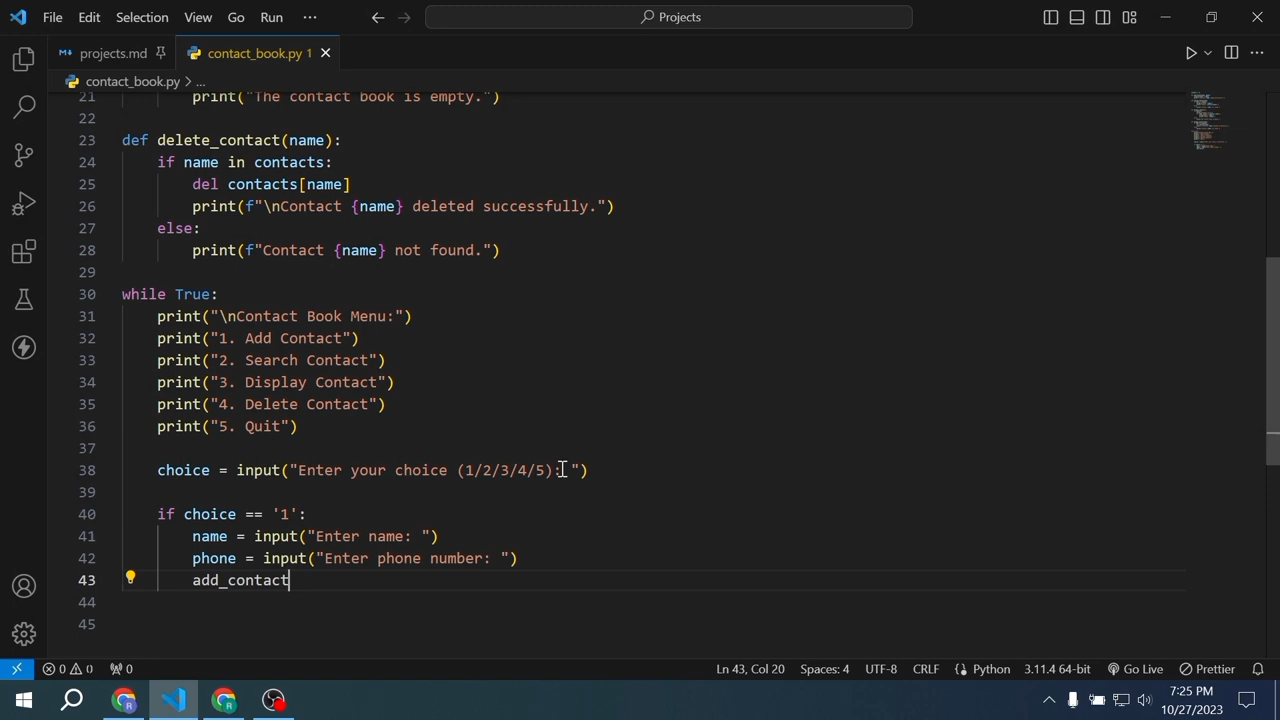 File Edit Selection View Go Run ··· Projects
projects.md contact_book.py 1
contact_book.py > ...
21 print("The contact book is empty.")
22
23 def delete_contact(name):
24 if name in contacts:
25 del contacts[name]
26 print(f"\nContact {name} deleted successfully.")
27 else:
28 print(f"Contact {name} not found.")
29
30 while True:
31 print("\nContact Book Menu:")
32 print("1. Add Contact")
33 print("2. Search Contact")
34 print("3. Display Contact")
35 print("4. Delete Contact")
36 print("5. Quit")
37
38 choice = input("Enter your choice (1/2/3/4/5): ")
39
40 if choice == '1':
41 name = input("Enter name: ")
42 phone = input("Enter phone number: ")
43 add_contact
44
45
0 0 0 Ln 43, Col 20 Spaces: 4 UTF-8 CRLF Python 3.11.4 64-bit Go Live Prettier
7:25 PM
10/27/2023